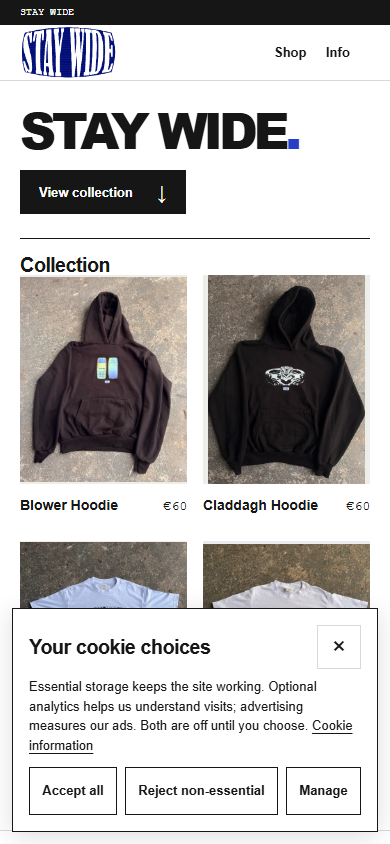 STAY WIDE
STAY WIDE
Shop Info
STAY WIDE.
View collection ↓
Collection
Blower Hoodie €60
Claddagh Hoodie €60
Your cookie choices ×
Essential storage keeps the site working. Optional
analytics helps us understand visits; advertising
measures our ads. Both are off until you choose. Cookie
information
Accept all
Reject non-essential
Manage